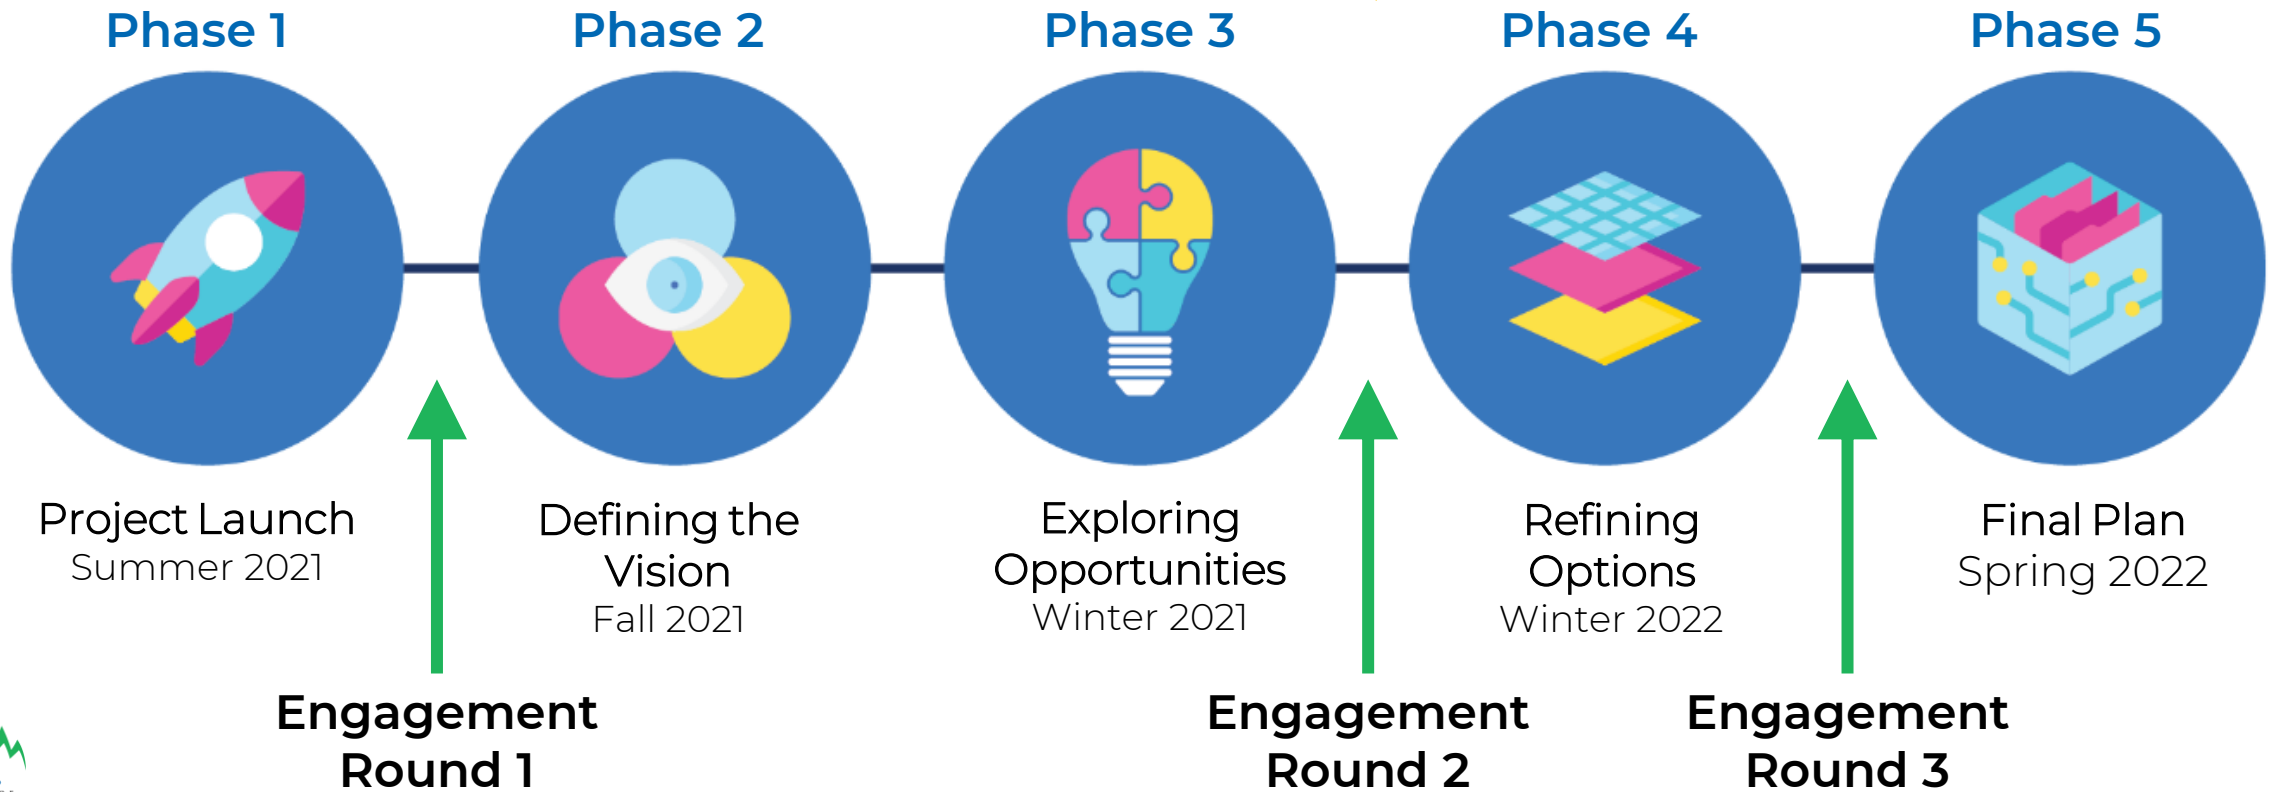 Phase 1
Phase 2
Phase 3
Phase 4
Phase 5
Project Launch
Summer 2021
Defining the
Vision
Fall 2021
Exploring
Opportunities
Winter 2021
Refining
Options
Winter 2022
Final Plan
Spring 2022
Engagement
Round 1
Engagement
Round 2
Engagement
Round 3